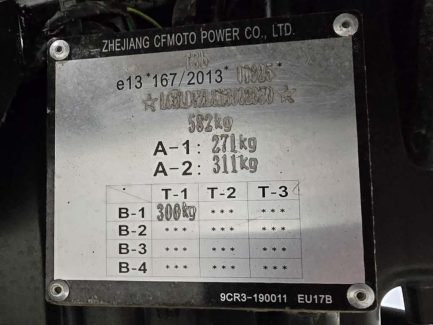 ZHEJIANG CFMOTO POWER CO., LTD.
T3b
e13*167/2013*
582kg
A-1: 271kg
A-2: 311kg
T-1 T-2 T-3
B-1 300kg *** ***
B-2 *** *** ***
B-3 *** *** ***
B-4 *** *** ***
9CR3-190011 EU17B